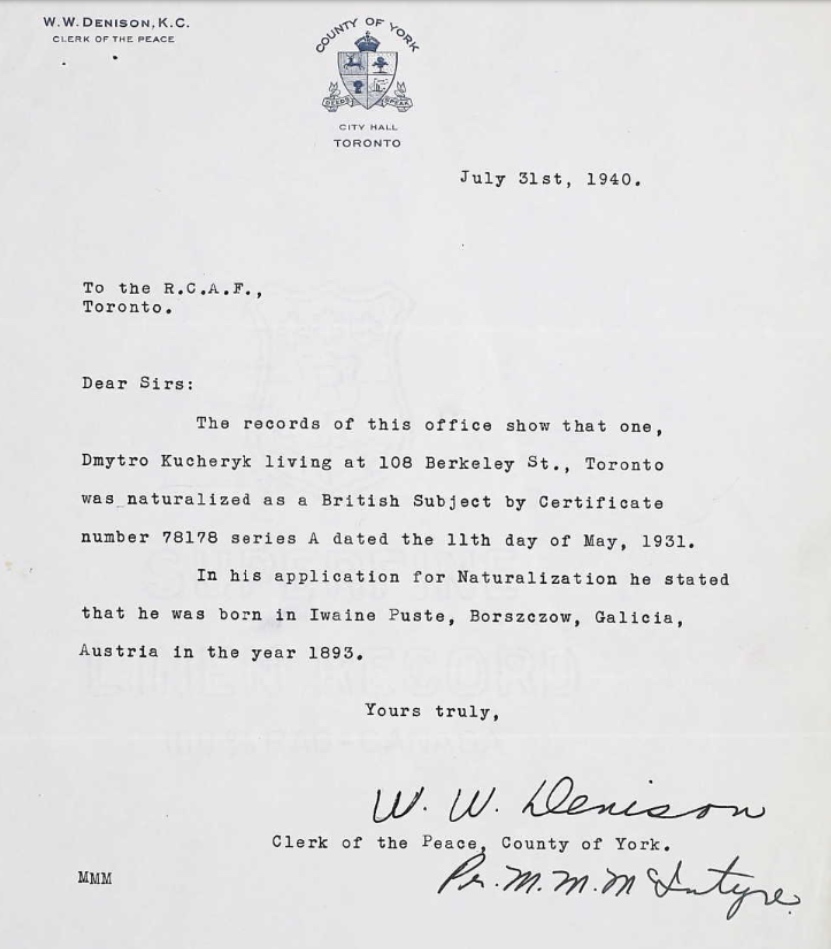 W. W. DENISON, K. C.
CLERK OF THE PEACE
COUNTY OF YORK
DEEDS SPEAK
CITY HALL
TORONTO
July 31st, 1940.
To the R.C.A.F.,
Toronto.
Dear Sirs:
The records of this office show that one,
Dmytro Kucheryk living at 108 Berkeley St., Toronto
was naturalized as a British Subject by Certificate
number 78178 series A dated the 11th day of May, 1931.
In his application for Naturalization he stated
that he was born in Iwaine Puste, Borszczow, Galicia,
Austria in the year 1893.
Yours truly,
W. W. Denison
Clerk of the Peace, County of York.
Per. M. M. McIntyre.
MMM